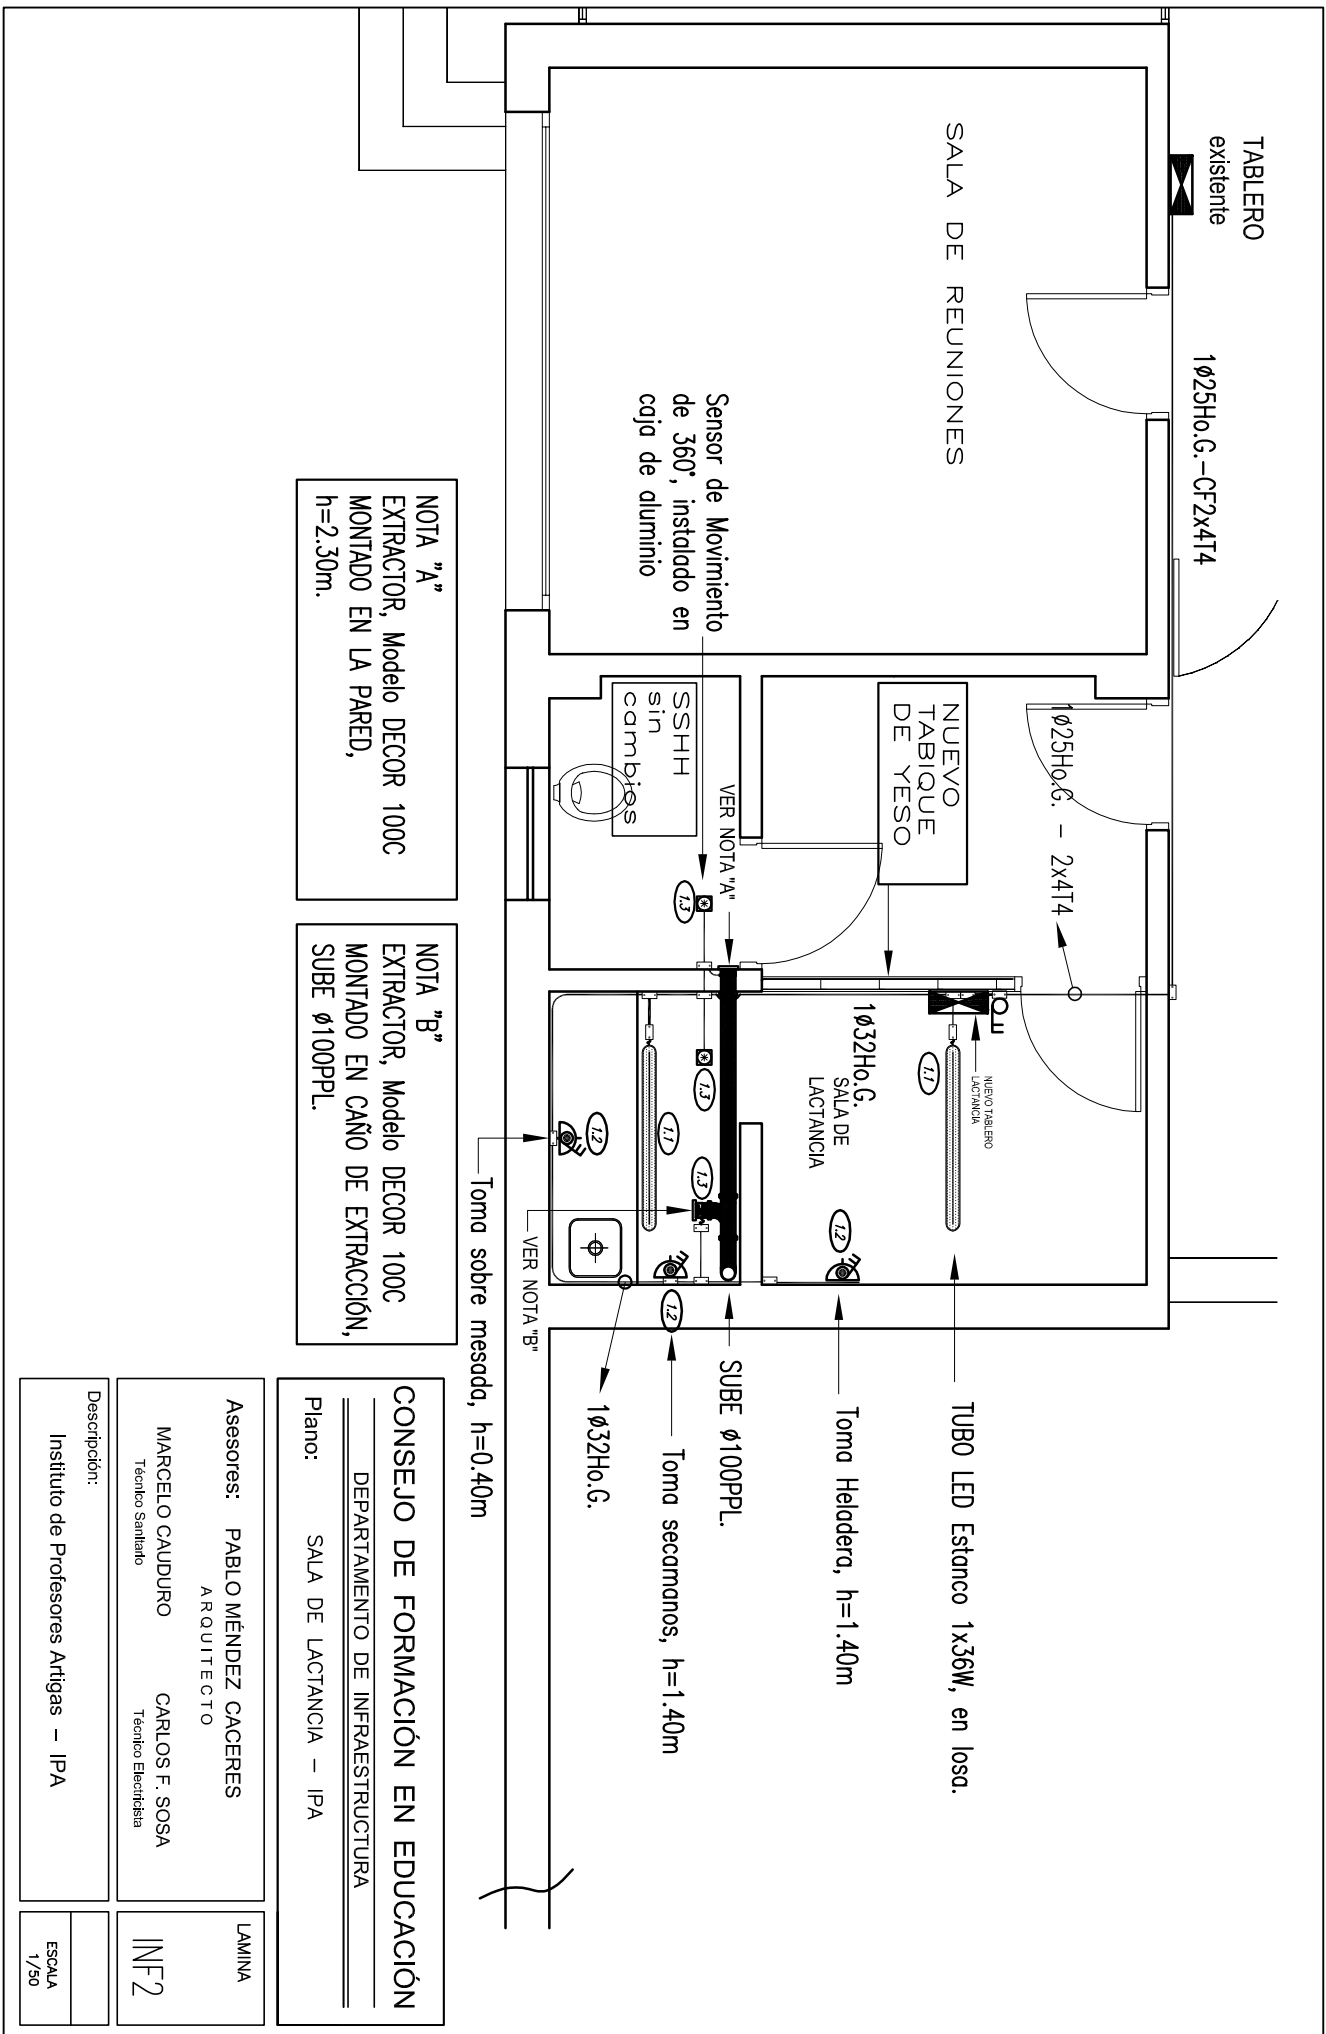 TABLERO
existente
1ø25Ho.G.-CF2x4T4
SALA DE REUNIONES
1ø25Ho.G. - 2x4T4
NUEVO
TABIQUE
DE YESO
Sensor de Movimiento
de 360°, instalado en
caja de aluminio
SSHH
sin
cambios
VER NOTA "A"
NUEVO TABLERO
LACTANCIA
1.1
1ø32Ho.G.
SALA DE
LACTANCIA
1.2
1.3
1.3
1.3
1.1
1.2
1.2
TUBO LED Estanco 1x36W, en losa.
Toma Heladera, h=1.40m
SUBE ø100PPL.
Toma secamanos, h=1.40m
1ø32Ho.G.
VER NOTA "B"
Toma sobre mesada, h=0.40m
NOTA "A"
EXTRACTOR, Modelo DECOR 100C
MONTADO EN LA PARED,
h=2.30m.
NOTA "B"
EXTRACTOR, Modelo DECOR 100C
MONTADO EN CAÑO DE EXTRACCIÓN,
SUBE ø100PPL.
CONSEJO DE FORMACIÓN EN EDUCACIÓN
DEPARTAMENTO DE INFRAESTRUCTURA
Plano: SALA DE LACTANCIA - IPA
Asesores: PABLO MÉNDEZ CACERES
ARQUITECTO
MARCELO CAUDURO CARLOS F. SOSA
Técnico Sanitario Técnico Electricista
LAMINA
INF2
Descripción:
Instituto de Profesores Artigas - IPA
ESCALA
1/50